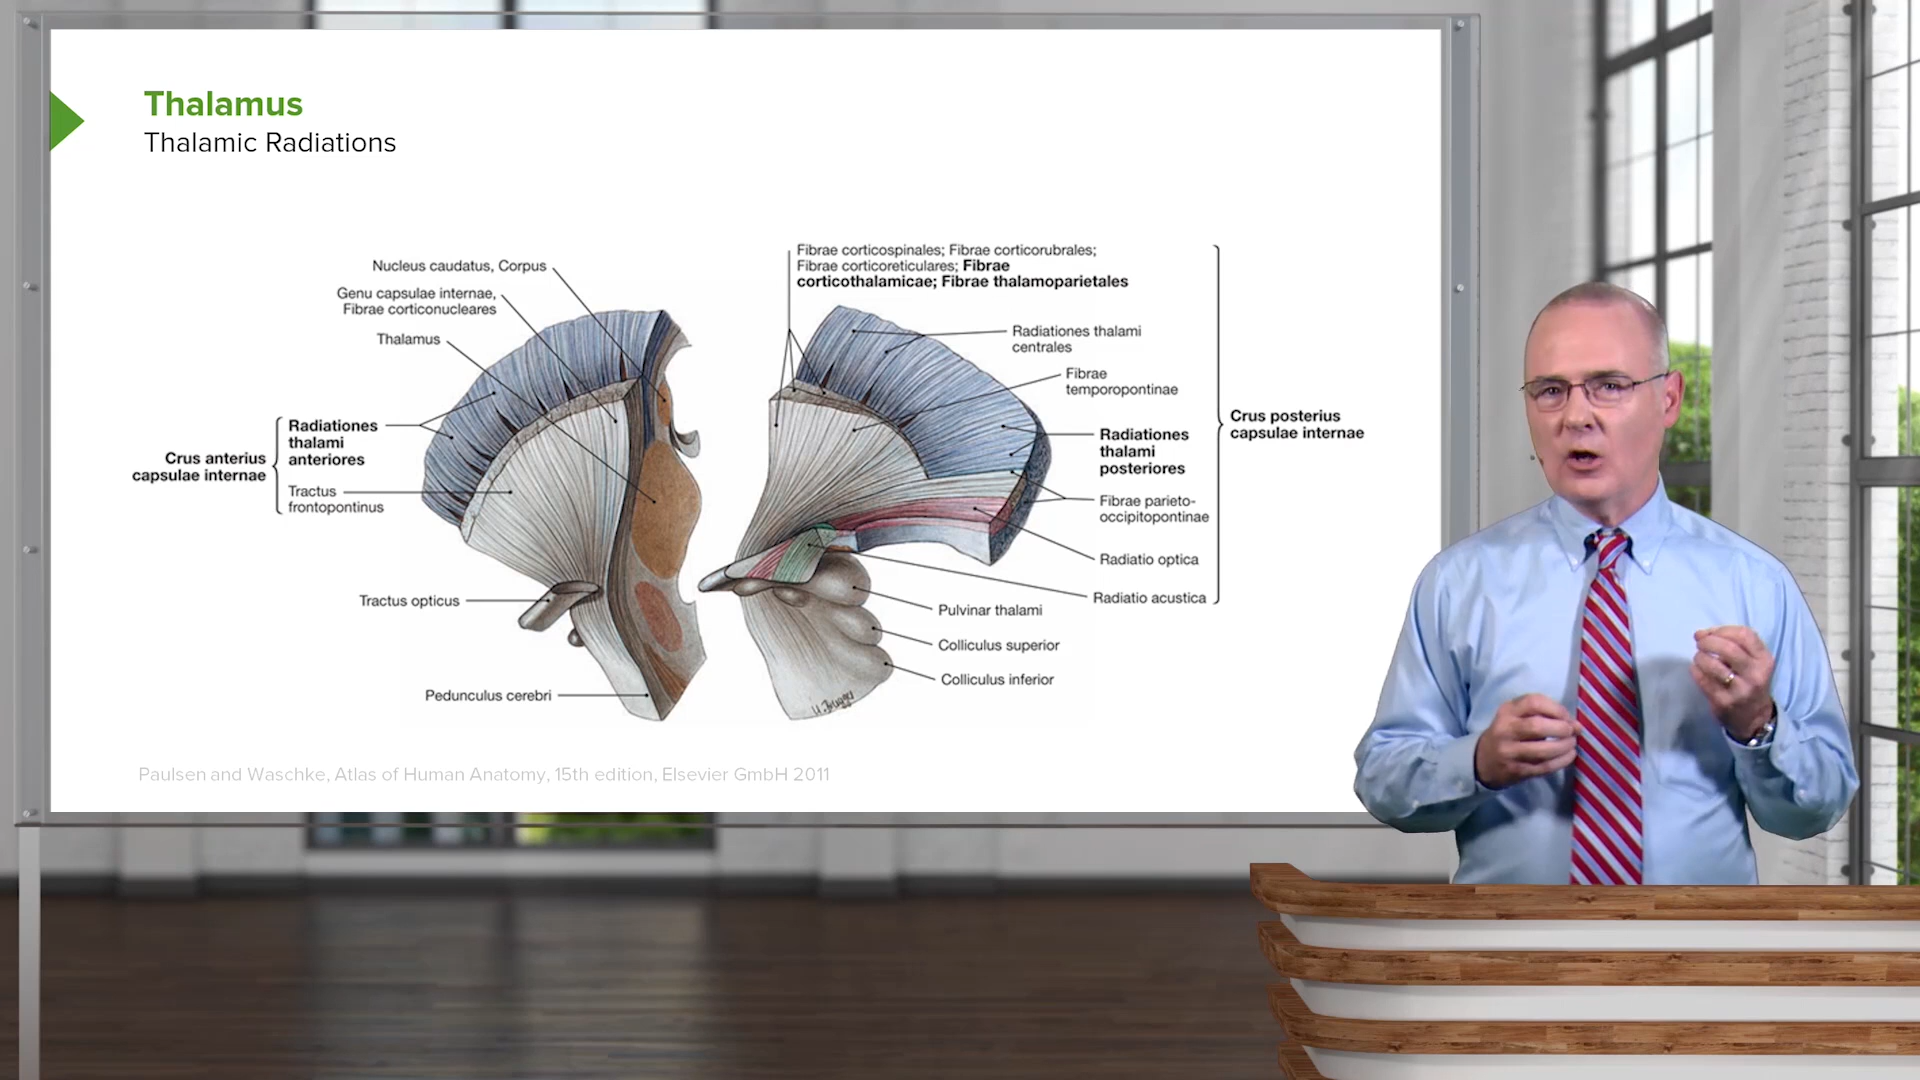 Thalamus
Thalamic Radiations
Nucleus caudatus, Corpus
Genu capsulae internae,
Fibrae corticonucleares
Thalamus
Radiationes
thalami
anteriores
Crus anterius
capsulae internae
Tractus
frontopontinus
Tractus opticus
Pedunculus cerebri
Fibrae corticospinales; Fibrae corticorubrales;
Fibrae corticoreticulares; Fibrae
corticothalamicae; Fibrae thalamoparietales
Radiationes thalami
centrales
Fibrae
temporopontinae
Radiationes
thalami
posteriores
Crus posterius
capsulae internae
Fibrae parieto-
occipitopontinae
Radiatio optica
Radiatio acustica
Pulvinar thalami
Colliculus superior
Colliculus inferior
Paulsen and Waschke, Atlas of Human Anatomy, 15th edition, Elsevier GmbH 2011